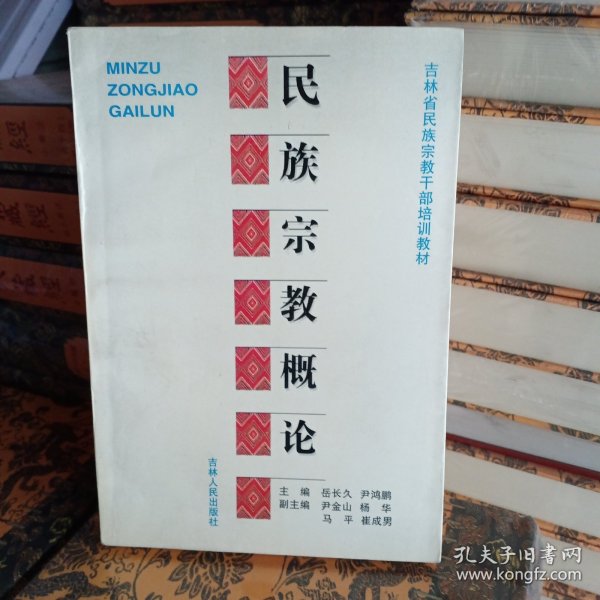 MINZU
ZONGJIAO
GAILUN
民族宗教概论
吉林省民族宗教干部培训教材
主编 岳长久 尹鸿鹏
副主编 尹金山 杨华
马平 崔成男
吉林人民出版社
孔夫子旧书网
www.kongfz.com